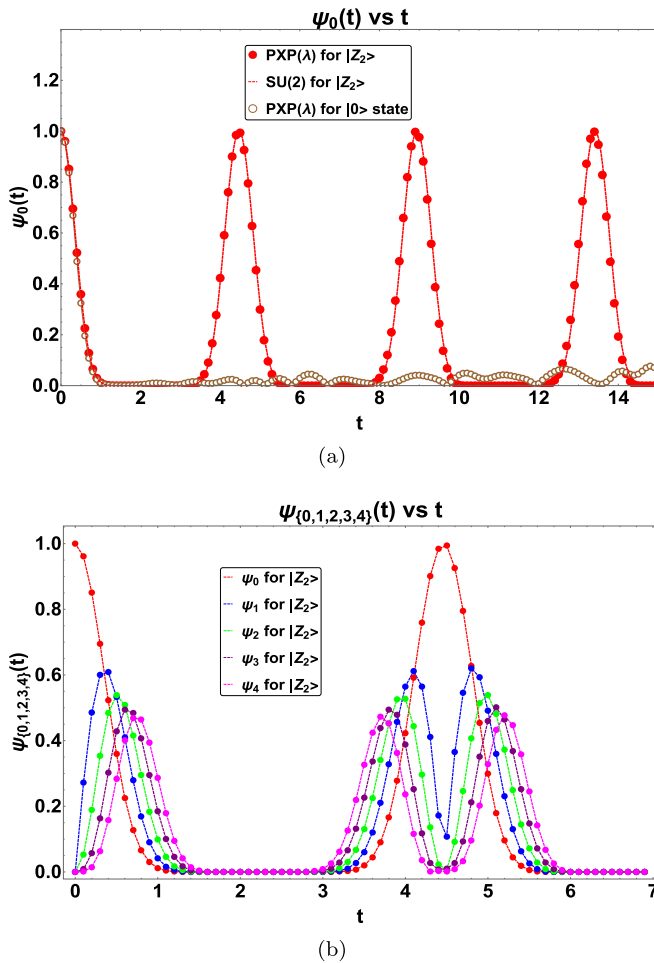 ψ₀(t) vs t
PXP(λ) for |Z₂>
SU(2) for |Z₂>
PXP(λ) for |0> state
ψ₀(t)
1.2
1.0
0.8
0.6
0.4
0.2
0.0
0 2 4 6 8 10 12 14
t
(a)
ψ{0,1,2,3,4}(t) vs t
ψ₀ for |Z₂>
ψ₁ for |Z₂>
ψ₂ for |Z₂>
ψ₃ for |Z₂>
ψ₄ for |Z₂>
ψ{0,1,2,3,4}(t)
1.0
0.8
0.6
0.4
0.2
0.0
0 1 2 3 4 5 6 7
t
(b)